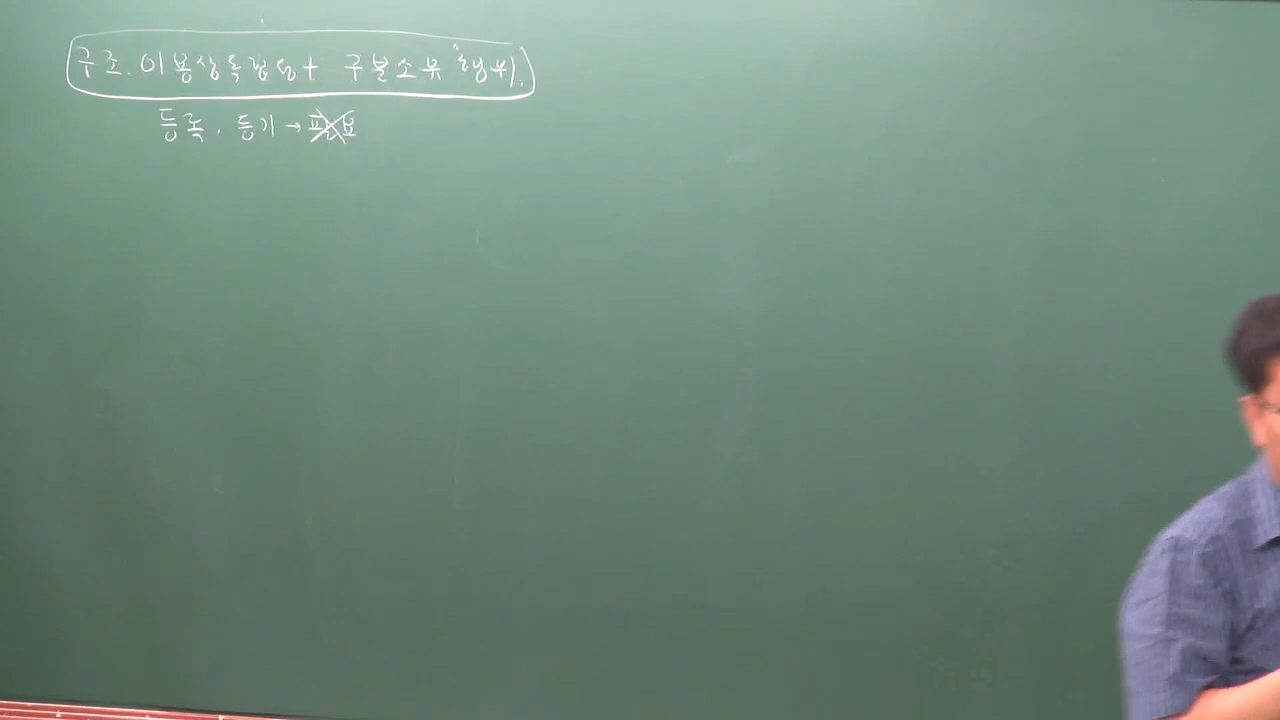 구조. 이용상 독립성 + 구분소유 "행위".
등록, 등기 → 필요